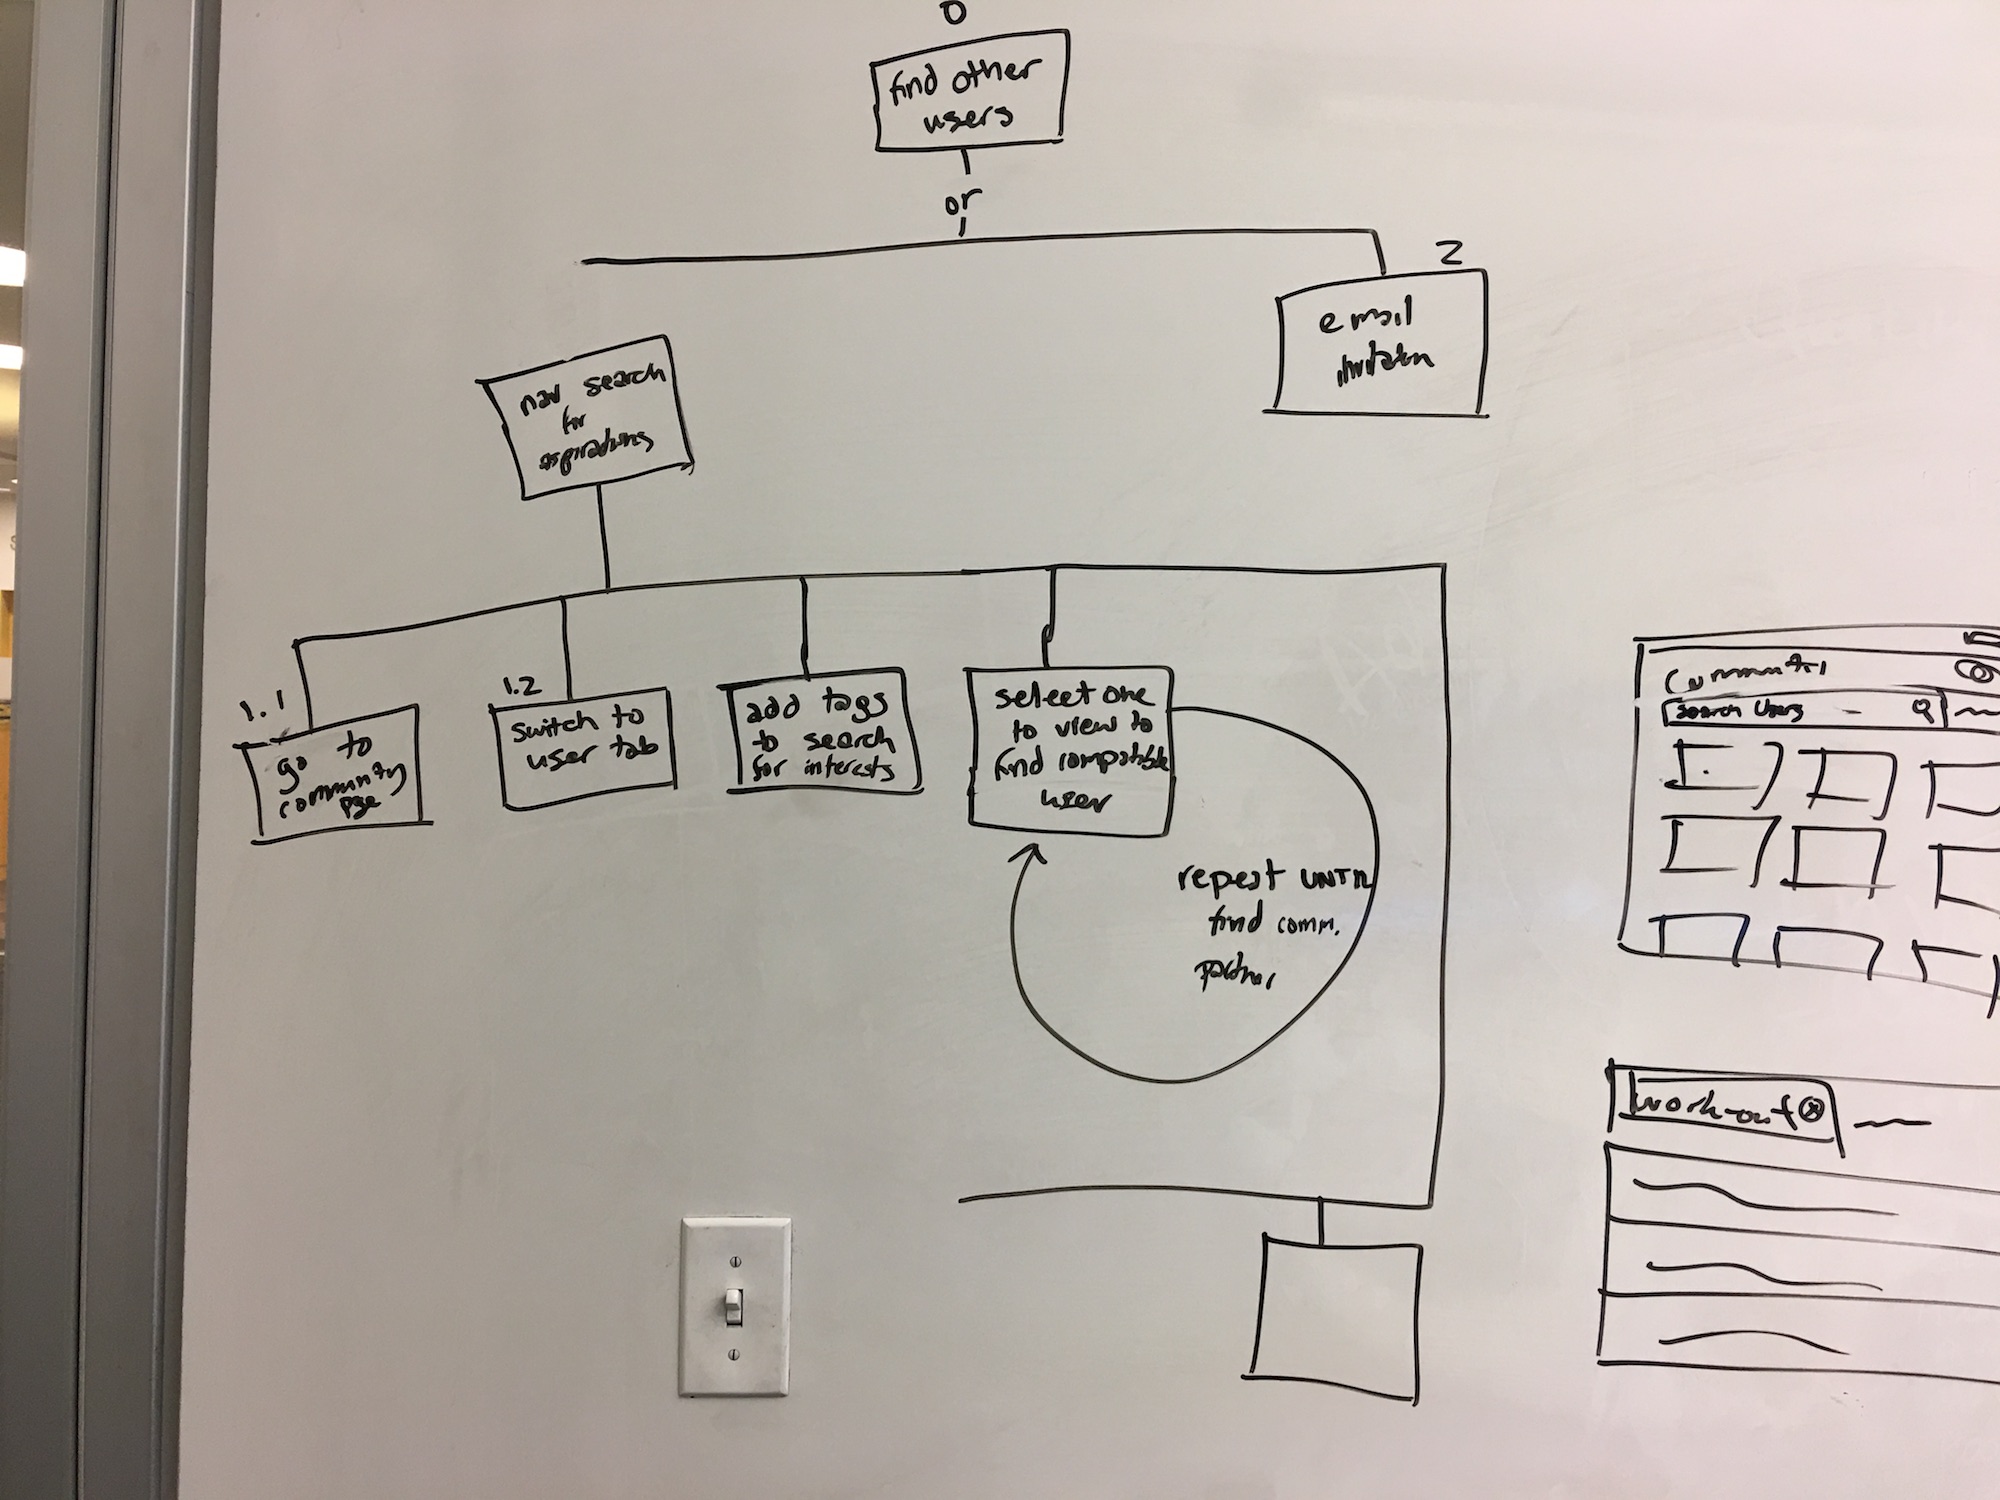 0
find other
users
or
2
email
invitation
nav search
for
aspirations
1.1
go to
community
pge
1.2
switch to
user tab
add tags
to search
for interests
select one
to view to
find compatible
user
repeat UNTIL
find comm.
partner
Community
Search Users
work-out